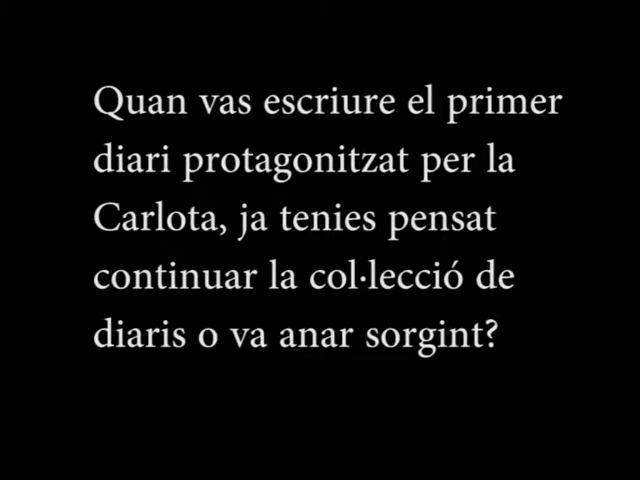 Quan vas escriure el primer
diari protagonitzat per la
Carlota, ja tenies pensat
continuar la col·lecció de
diaris o va anar sorgint?